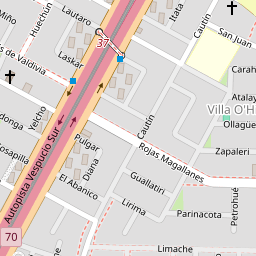 Miño
Huechún
Lautaro
37
Itata
Cautín
San Juan
Laskar
s de Valdivia
Carah
Atalay
Villa O'H
Ollagüe
Yelcho
Cautín
donga
Rojas Magallanes
Zapaleri
Pulgar
osapilla
Diana
Autopista Vespucio Sur
El Abanico
Guallatiri
Lirima
Parinacota
Petrohué
70
Limache